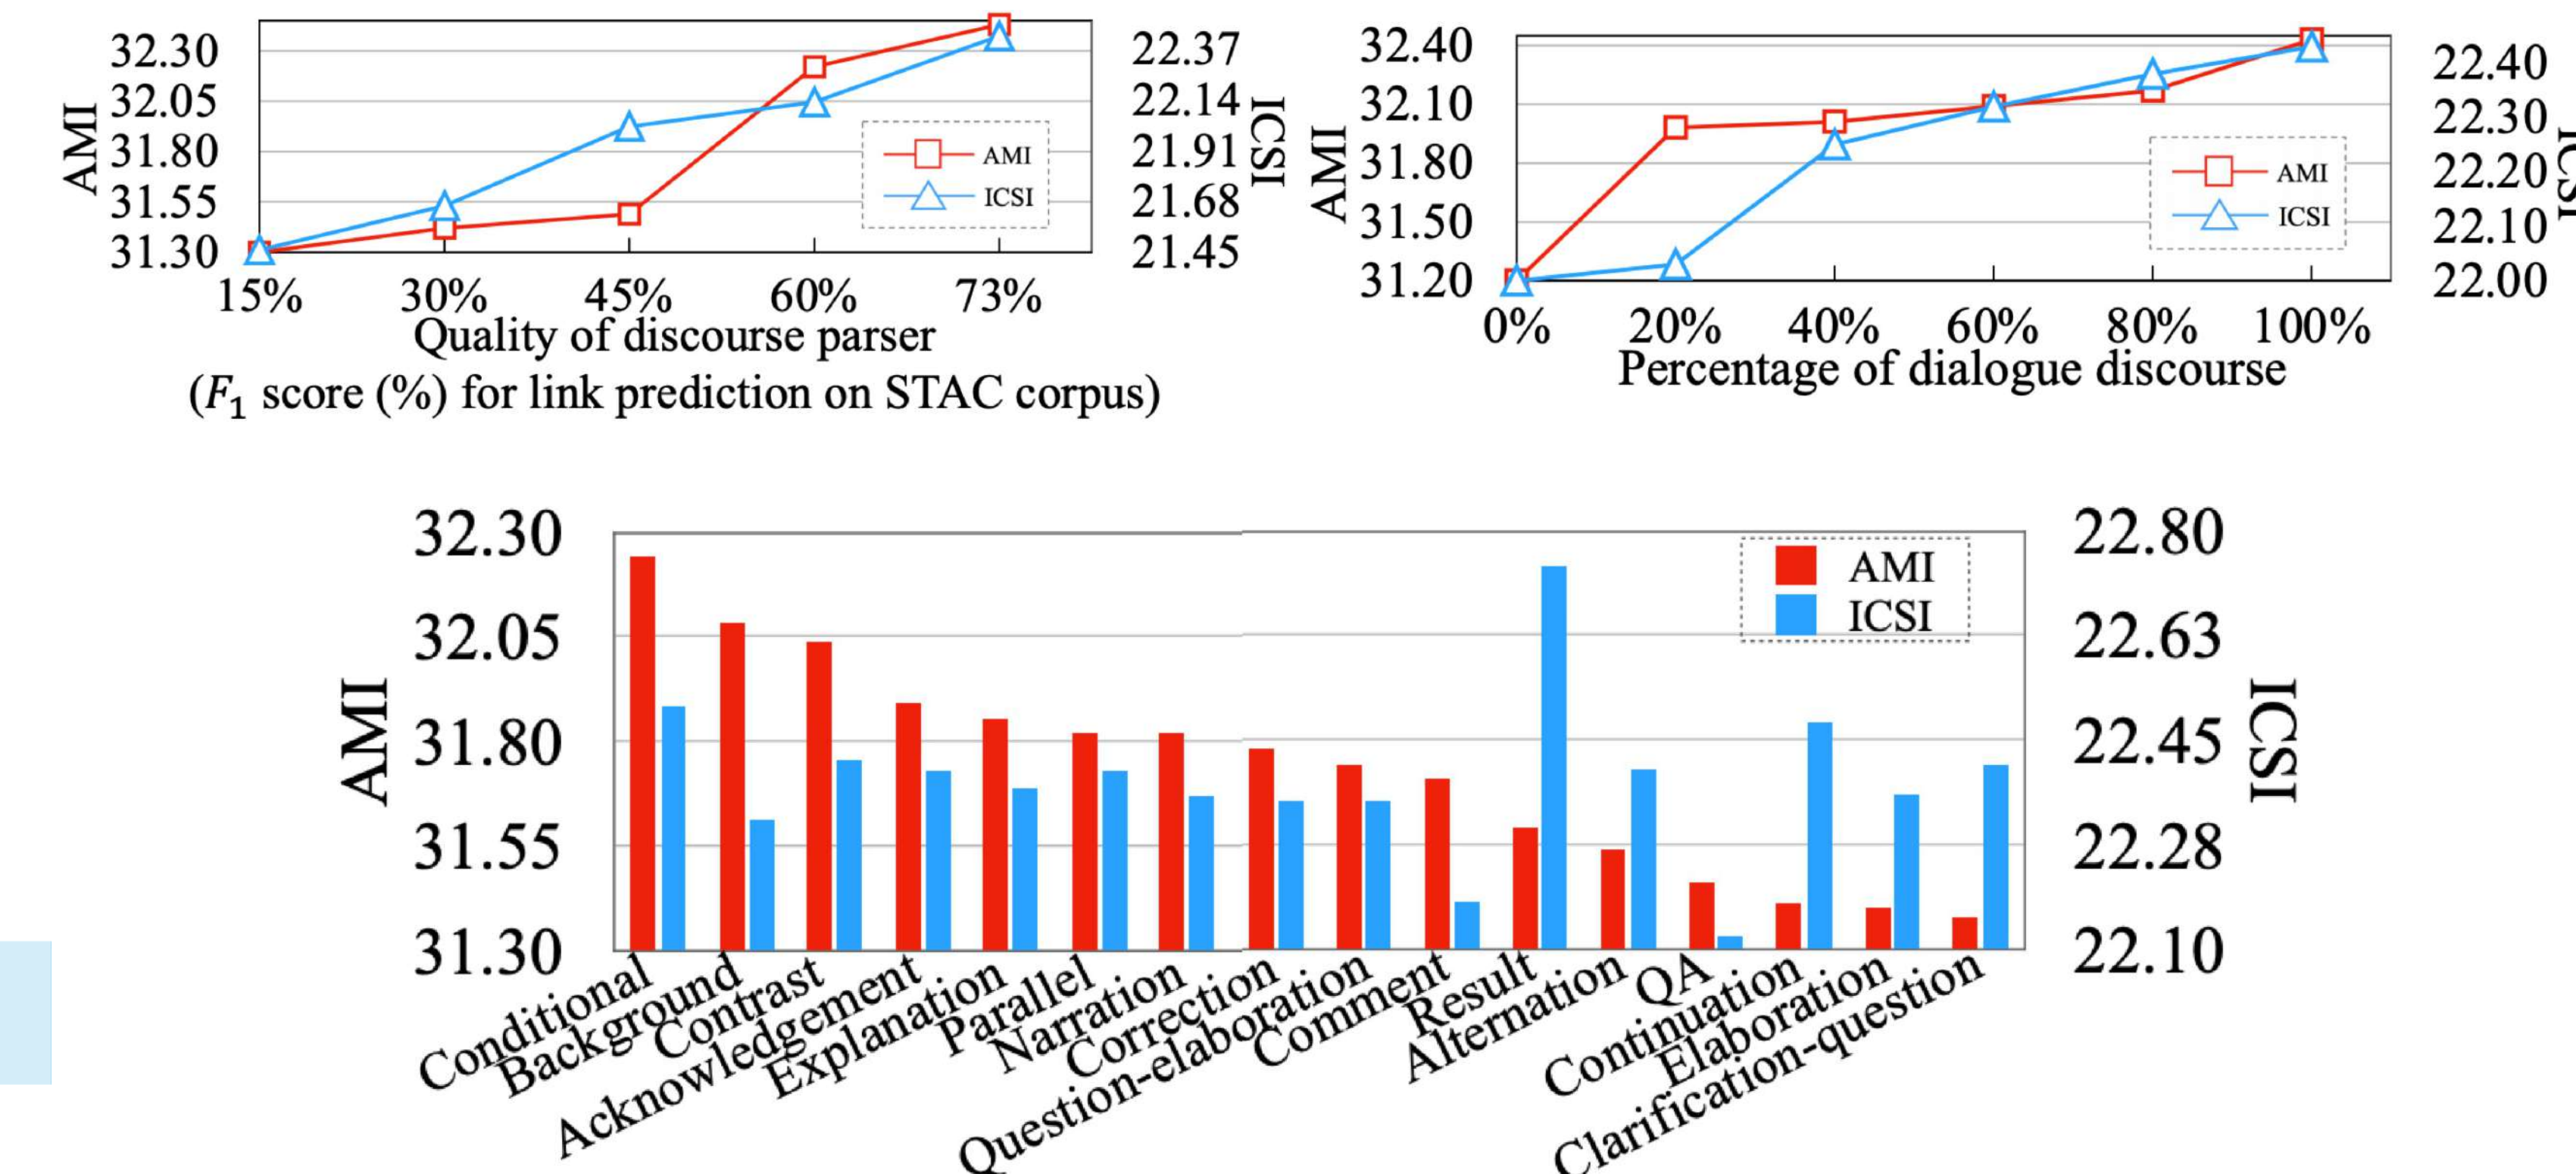 32.30
32.05
31.80
31.55
31.30
AMI
22.37
22.14
21.91
21.68
21.45
ICSI
AMI
ICSI
15% 30% 45% 60% 73%
Quality of discourse parser
(F₁ score (%) for link prediction on STAC corpus)
32.40
32.10
31.80
31.50
31.20
AMI
22.40
22.30
22.20
22.10
22.00
ICSI
AMI
ICSI
0% 20% 40% 60% 80% 100%
Percentage of dialogue discourse
32.30
32.05
31.80
31.55
31.30
AMI
22.80
22.63
22.45
22.28
22.10
ICSI
AMI
ICSI
Conditional
Background
Contrast
Acknowledgement
Explanation
Parallel
Narration
Correction
Question-elaboration
Comment
Result
Alternation
QA
Continuation
Elaboration
Clarification-question